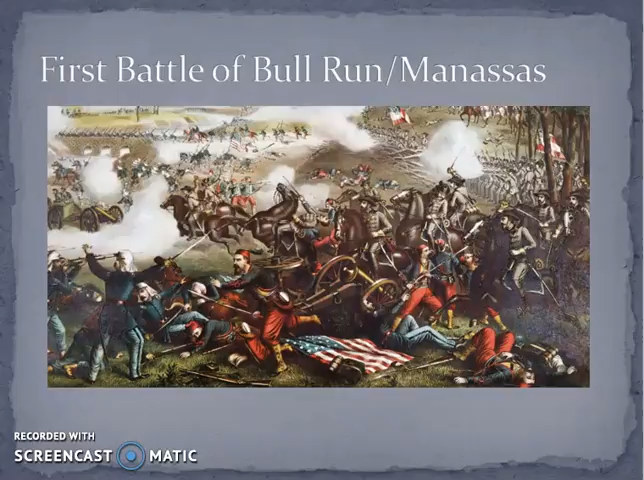 First Battle of Bull Run/Manassas
RECORDED WITH
SCREENCAST MATIC